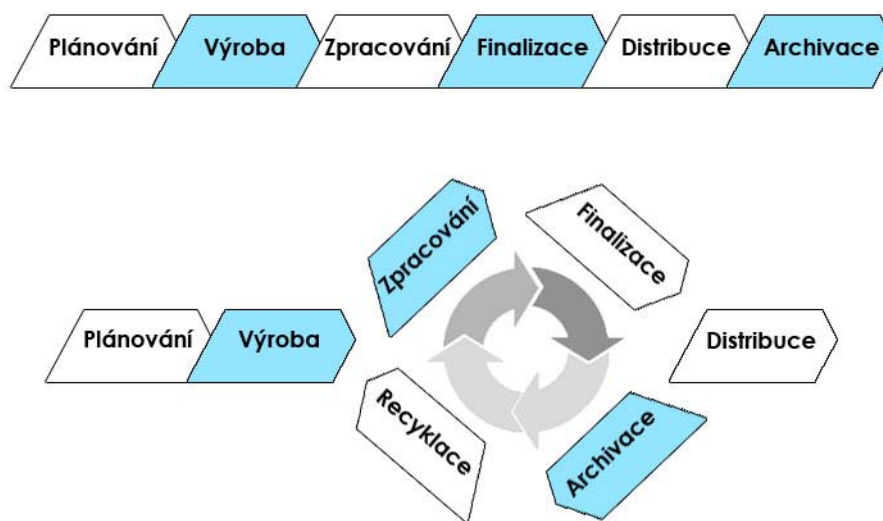 Plánování Výroba Zpracování Finalizace Distribuce Archivace
Zpracování
Finalizace
Plánování Výroba
Distribuce
Recyklace
Archivace